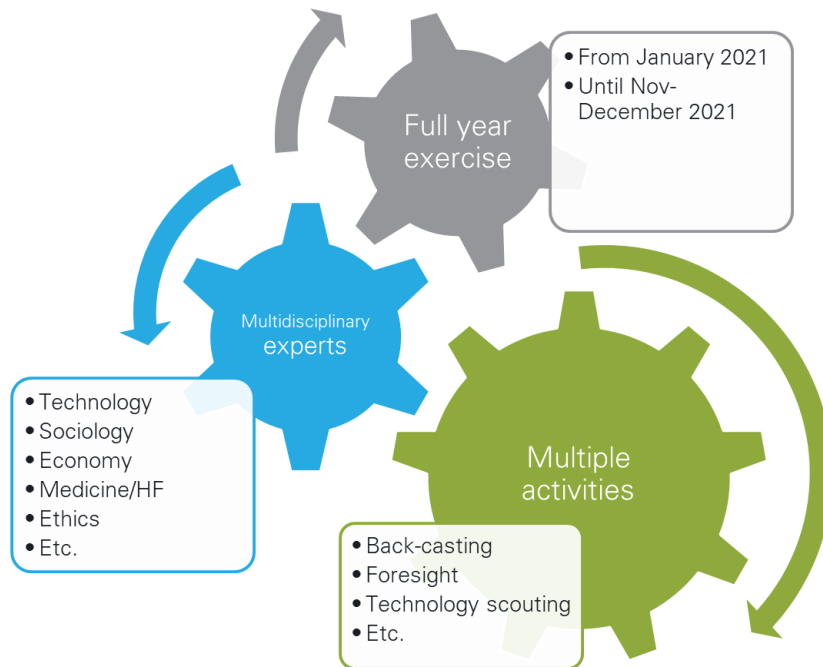 Full year
exercise
• From January 2021
• Until Nov-
December 2021
Multidisciplinary
experts
• Technology
• Sociology
• Economy
• Medicine/HF
• Ethics
• Etc.
Multiple
activities
• Back-casting
• Foresight
• Technology scouting
• Etc.